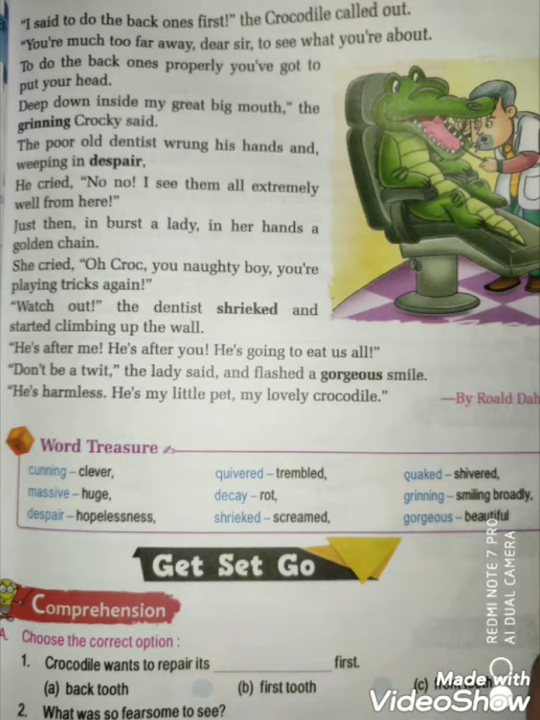 "I said to do the back ones first!" the Crocodile called out.
"You're much too far away, dear sir, to see what you're about.
To do the back ones properly you've got to
put your head.
Deep down inside my great big mouth," the
grinning Crocky said.
The poor old dentist wrung his hands and,
weeping in despair,
He cried, "No no! I see them all extremely
well from here!"
Just then, in burst a lady, in her hands a
golden chain.
She cried, "Oh Croc, you naughty boy, you're
playing tricks again!"
"Watch out!" the dentist shrieked and
started climbing up the wall.
"He's after me! He's after you! He's going to eat us all!"
"Don't be a twit," the lady said, and flashed a gorgeous smile.
"He's harmless. He's my little pet, my lovely crocodile."
—By Roald Dah
Word Treasure
cunning – clever, quivered – trembled, quaked – shivered,
massive – huge, decay – rot, grinning – smiling broadly,
despair – hopelessness, shrieked – screamed, gorgeous – beautiful
Get Set Go
Comprehension
A. Choose the correct option :
1. Crocodile wants to repair its ____________ first.
(a) back tooth (b) first tooth (c)
2. What was so fearsome to see?
REDMI NOTE 7 PRO
AI DUAL CAMERA
Made with
VideoShow